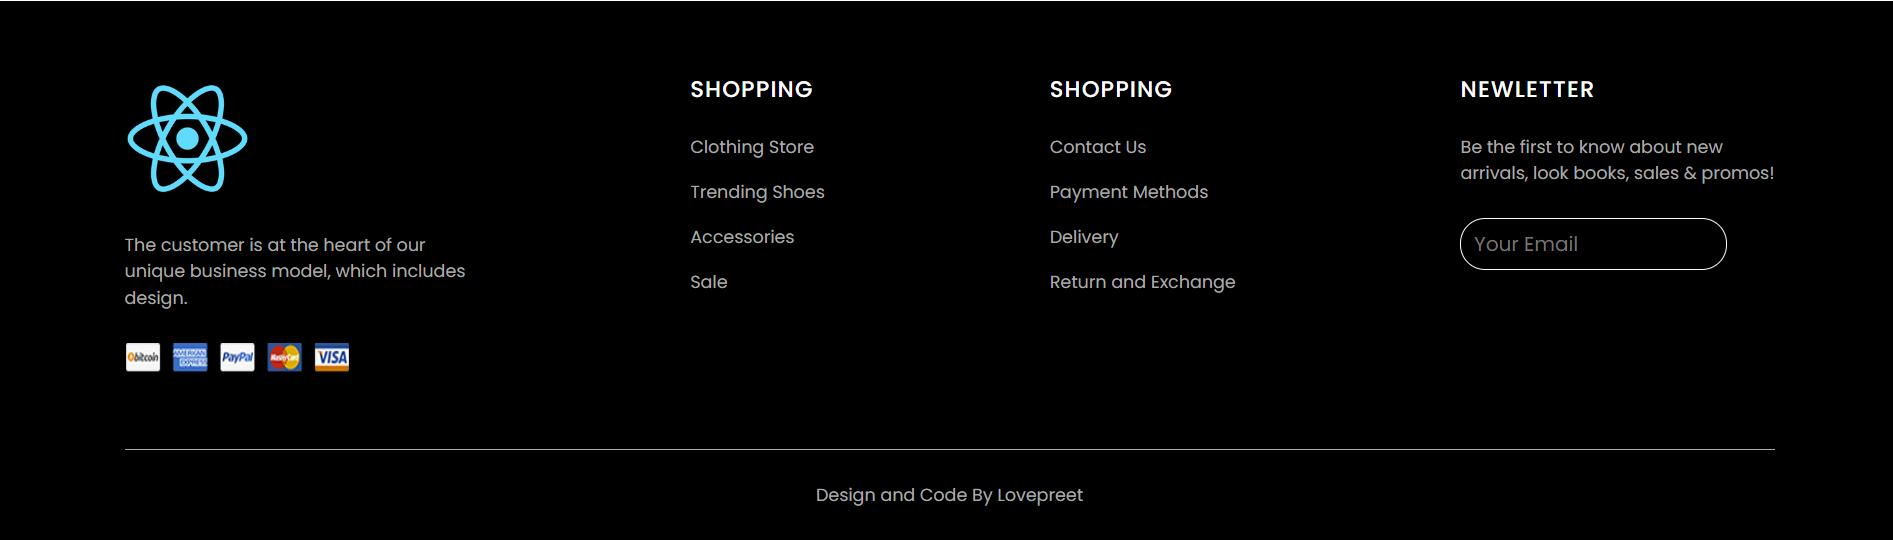 The customer is at the heart of our
unique business model, which includes
design.
bitcoin
AMERICAN
EXPRESS
PayPal
MasterCard
VISA
SHOPPING
Clothing Store
Trending Shoes
Accessories
Sale
SHOPPING
Contact Us
Payment Methods
Delivery
Return and Exchange
NEWLETTER
Be the first to know about new
arrivals, look books, sales & promos!
Your Email
Design and Code By Lovepreet